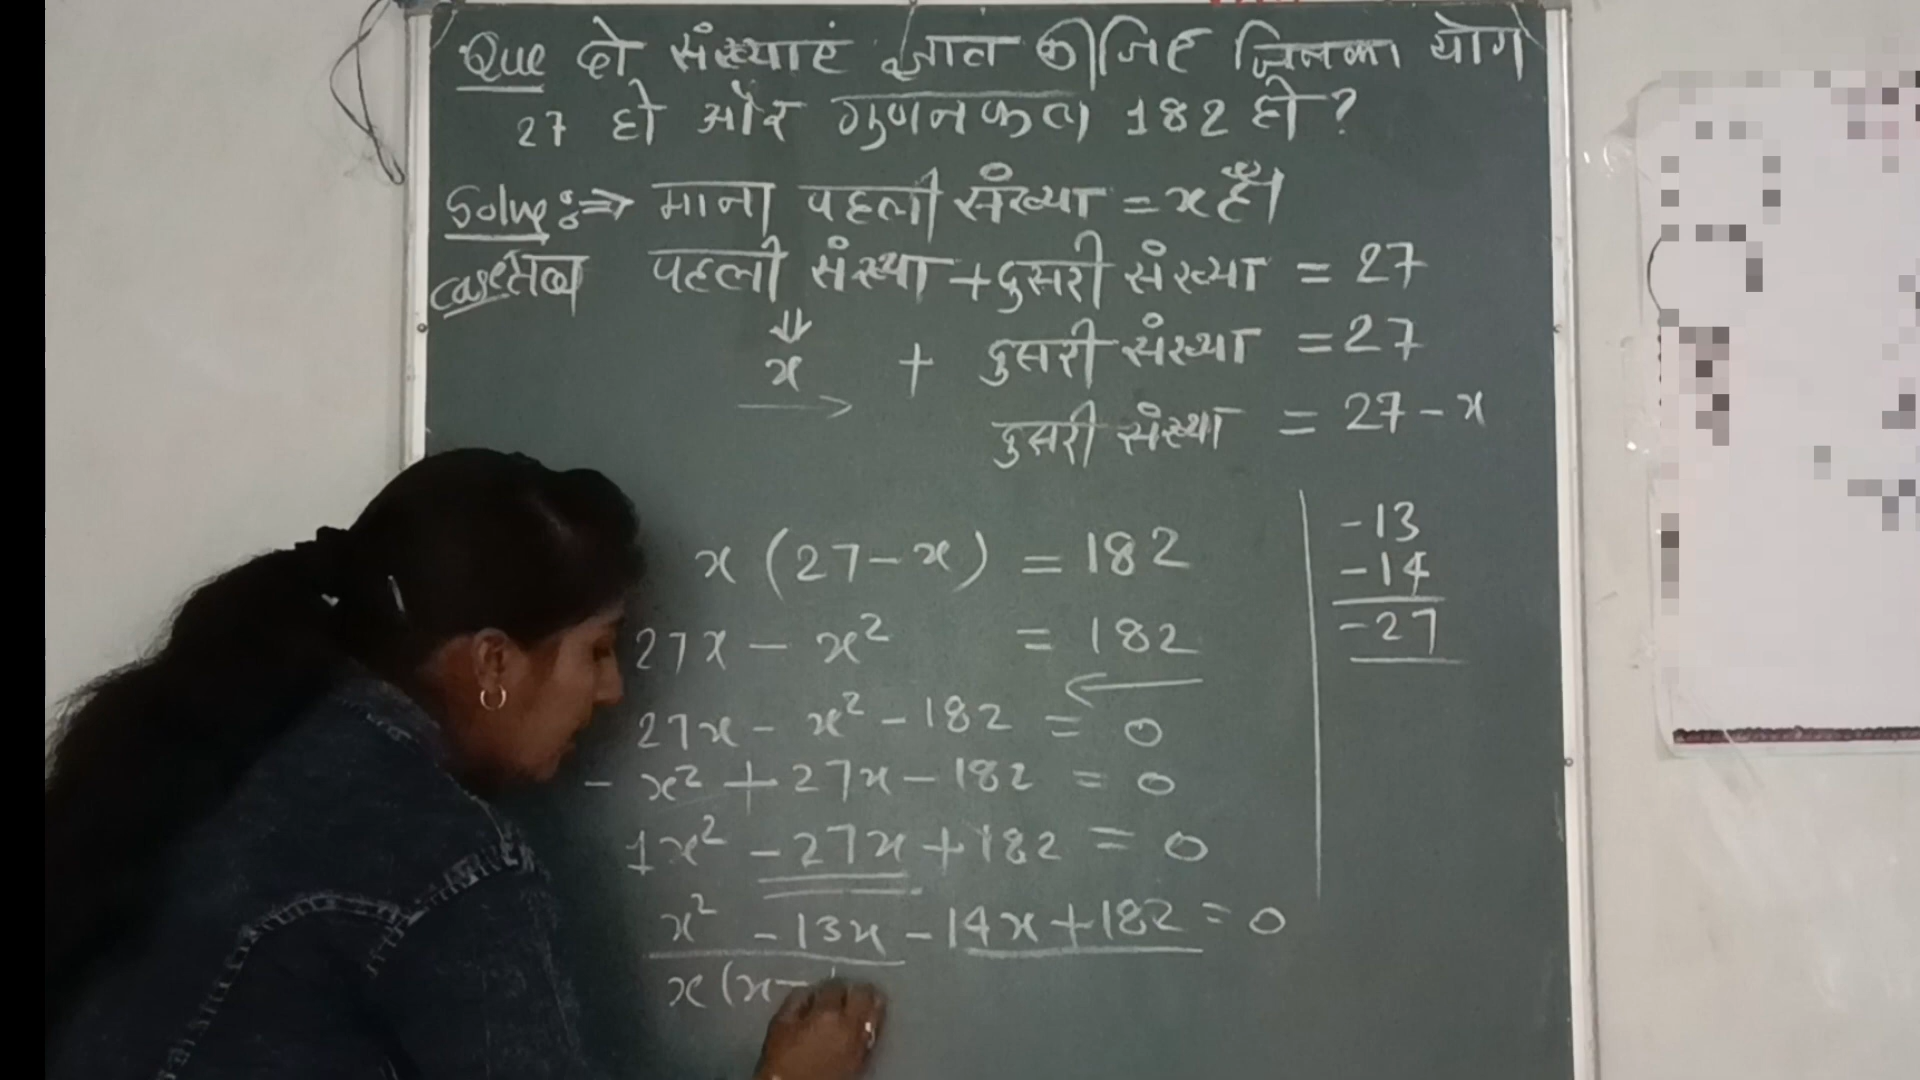 Que दो संख्याएं ज्ञात कीजिए जिनका योग
27 हो और गुणनफल 182 हो ?
Solve :⇒ माना पहली संख्या = x है।
case तब पहली संख्या + दुसरी संख्या = 27
⇓
x + दुसरी संख्या = 27
दुसरी संख्या = 27 - x
x (27 - x) = 182
27x - x² = 182
27x - x² - 182 = 0
- x² + 27x - 182 = 0
1x² - 27x + 182 = 0
x² - 13x - 14x + 182 = 0
x (x -
-13
-14
-27